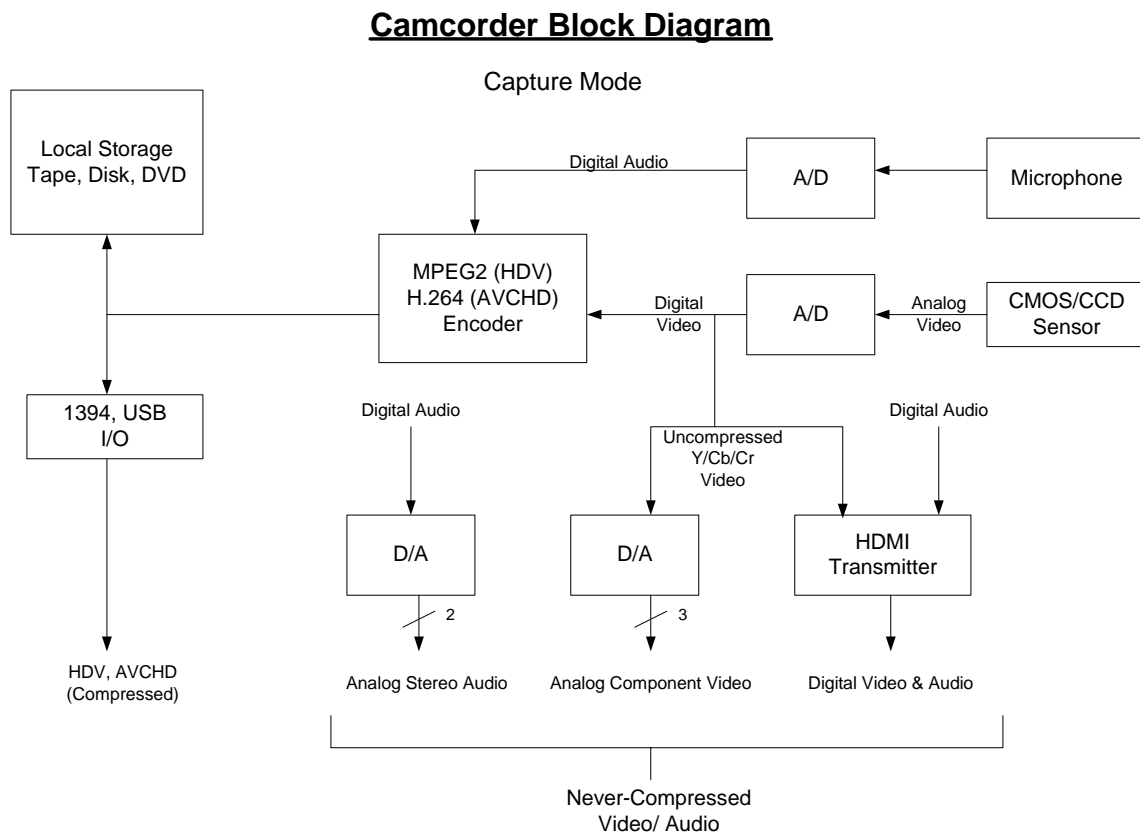 Camcorder Block Diagram
Capture Mode
Local Storage
Tape, Disk, DVD
Digital Audio
A/D
Microphone
MPEG2 (HDV)
H.264 (AVCHD)
Encoder
Digital
Video
A/D
Analog
Video
CMOS/CCD
Sensor
1394, USB
I/O
Digital Audio
Uncompressed
Y/Cb/Cr
Video
Digital Audio
D/A
D/A
HDMI
Transmitter
2
3
HDV, AVCHD
(Compressed)
Analog Stereo Audio
Analog Component Video
Digital Video & Audio
Never-Compressed
Video/ Audio